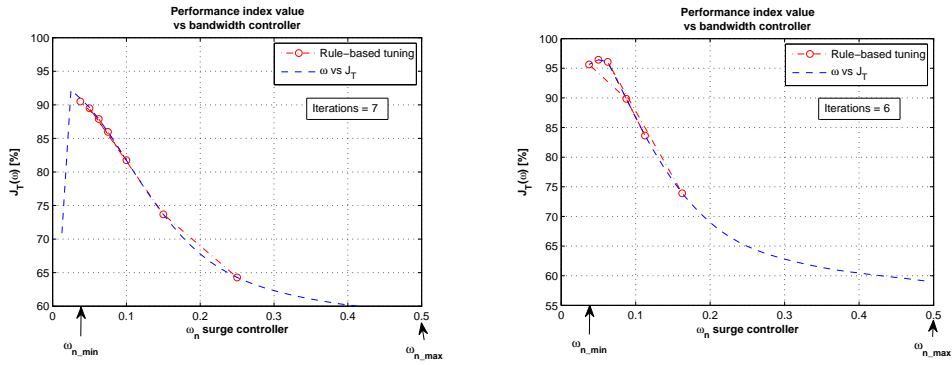 Performance index value
vs bandwidth controller
100
95
90
85
80
75
70
65
60
J_T(ω) [%]
Rule−based tuning
ω vs J_T
Iterations = 7
0
0.1
0.2
0.3
0.4
0.5
ω_n surge controller
ω_n_min
ω_n_max
Performance index value
vs bandwidth controller
100
95
90
85
80
75
70
65
60
55
J_T(ω) [%]
Rule−based tuning
ω vs J_T
Iterations = 6
0
0.1
0.2
0.3
0.4
0.5
ω_n surge controller
ω_n_min
ω_n_max